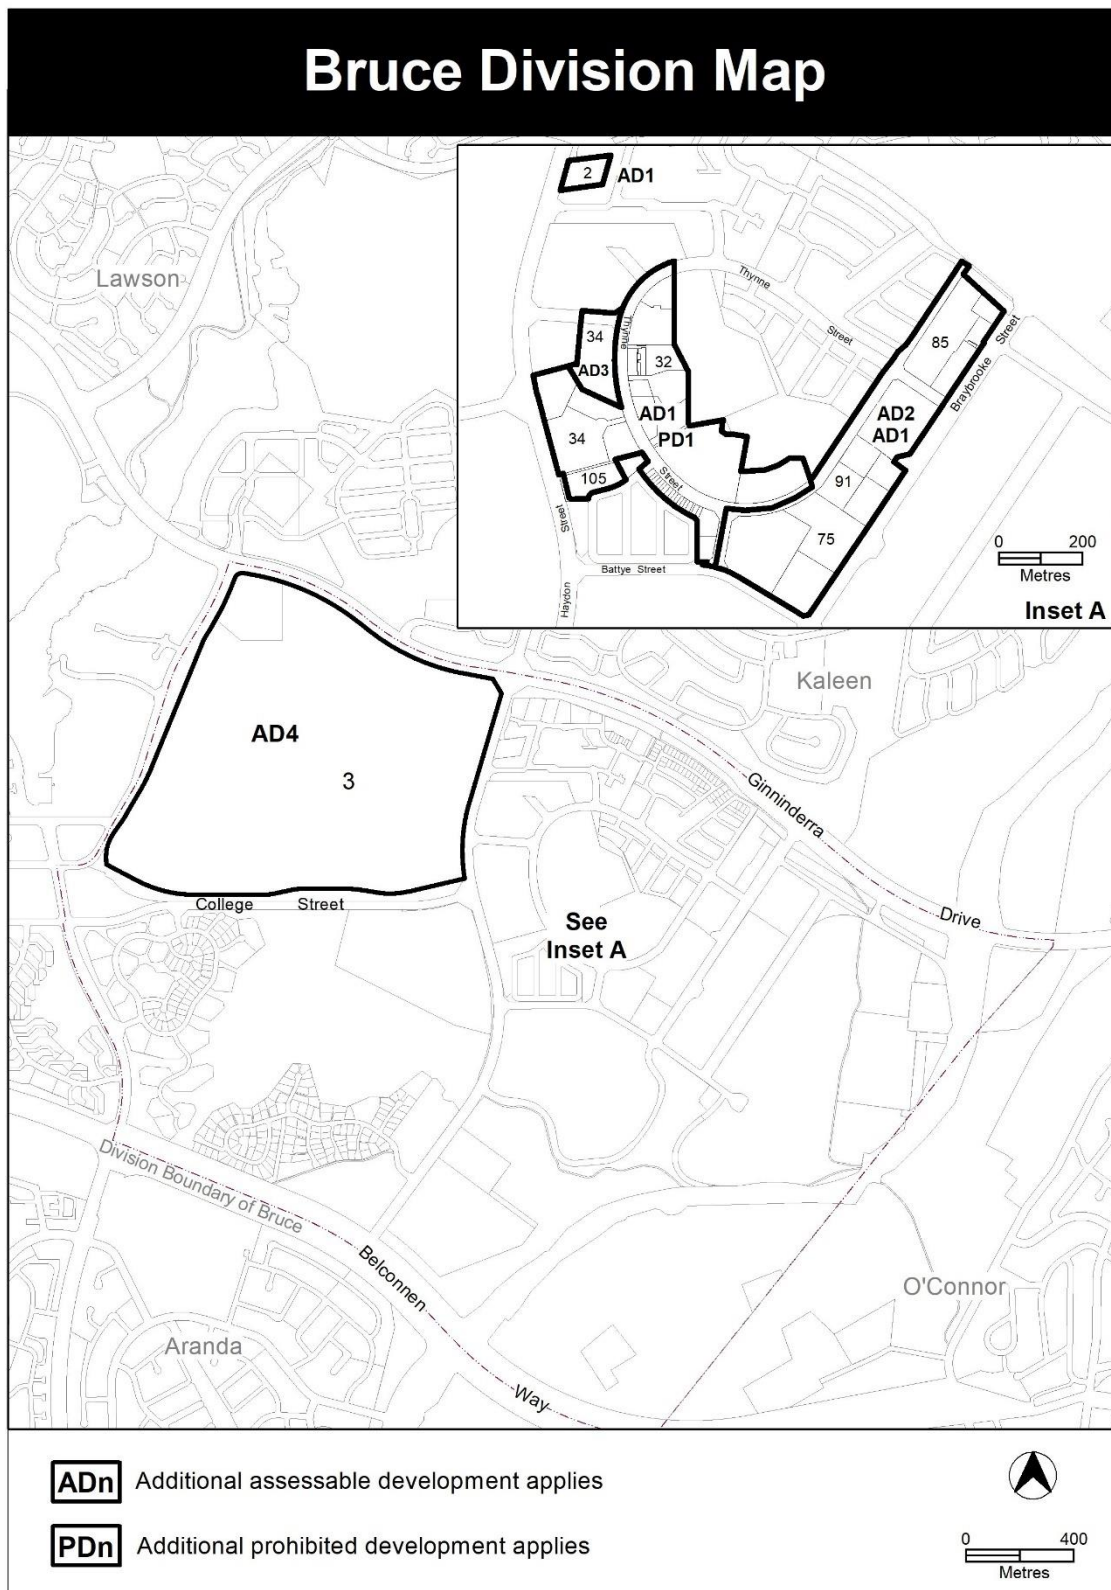 Bruce Division Map
2
AD1
Lawson
Thynne
Street
34
Thynne
AD3
32
85
Street
Braybrooke
AD1
PD1
AD2
AD1
34
105
Street
91
75
Street
Haydon
Battye Street
0 200
Metres
Inset A
Kaleen
AD4
3
Ginninderra
Drive
College Street
See
Inset A
Division Boundary of Bruce
Belconnen
Way
O'Connor
Aranda
ADn Additional assessable development applies
PDn Additional prohibited development applies
0 400
Metres